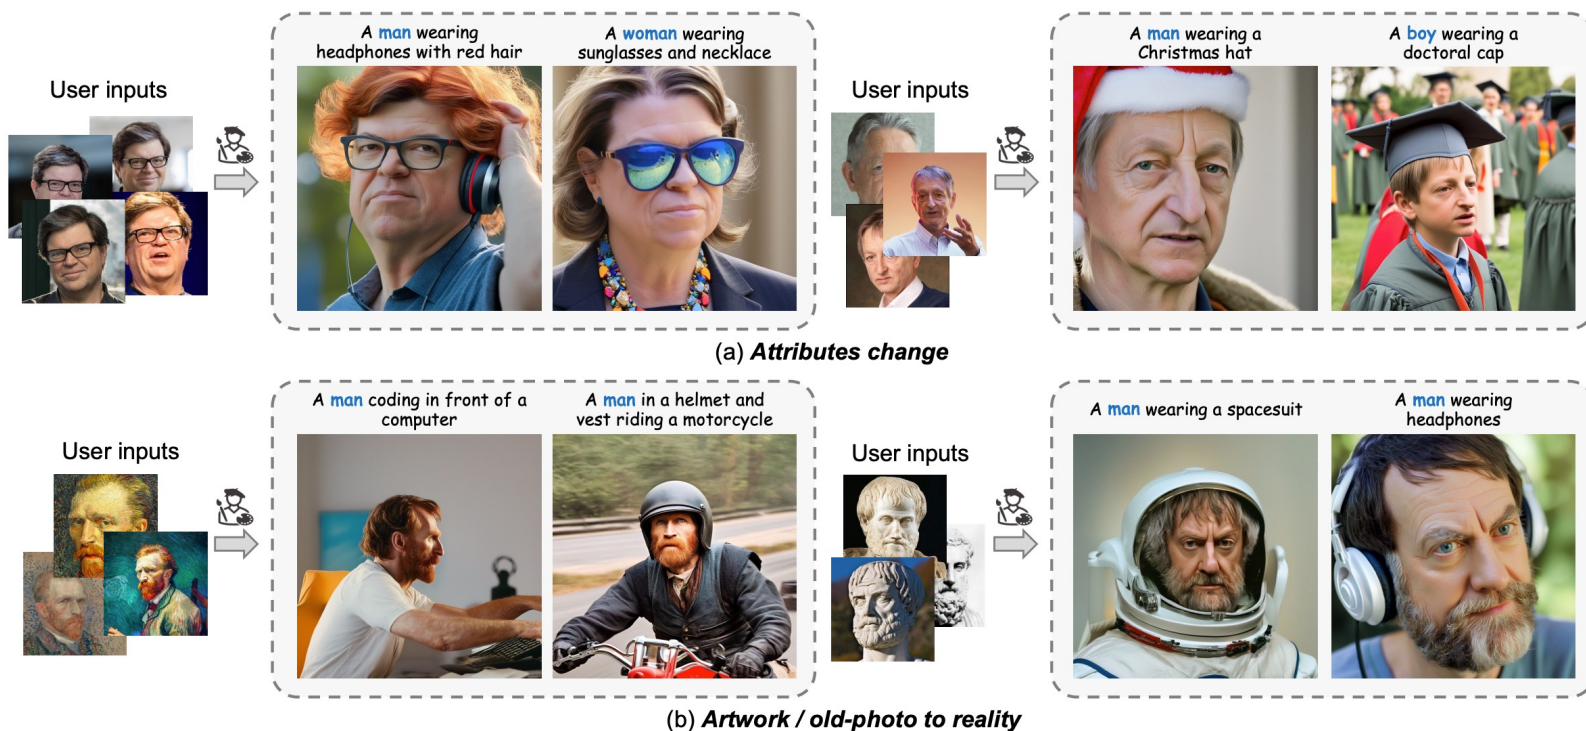 A man wearing
headphones with red hair
A woman wearing
sunglasses and necklace
A man wearing a
Christmas hat
A boy wearing a
doctoral cap
User inputs
User inputs
(a) Attributes change
A man coding in front of a
computer
A man in a helmet and
vest riding a motorcycle
A man wearing a spacesuit
A man wearing
headphones
User inputs
User inputs
(b) Artwork / old-photo to reality